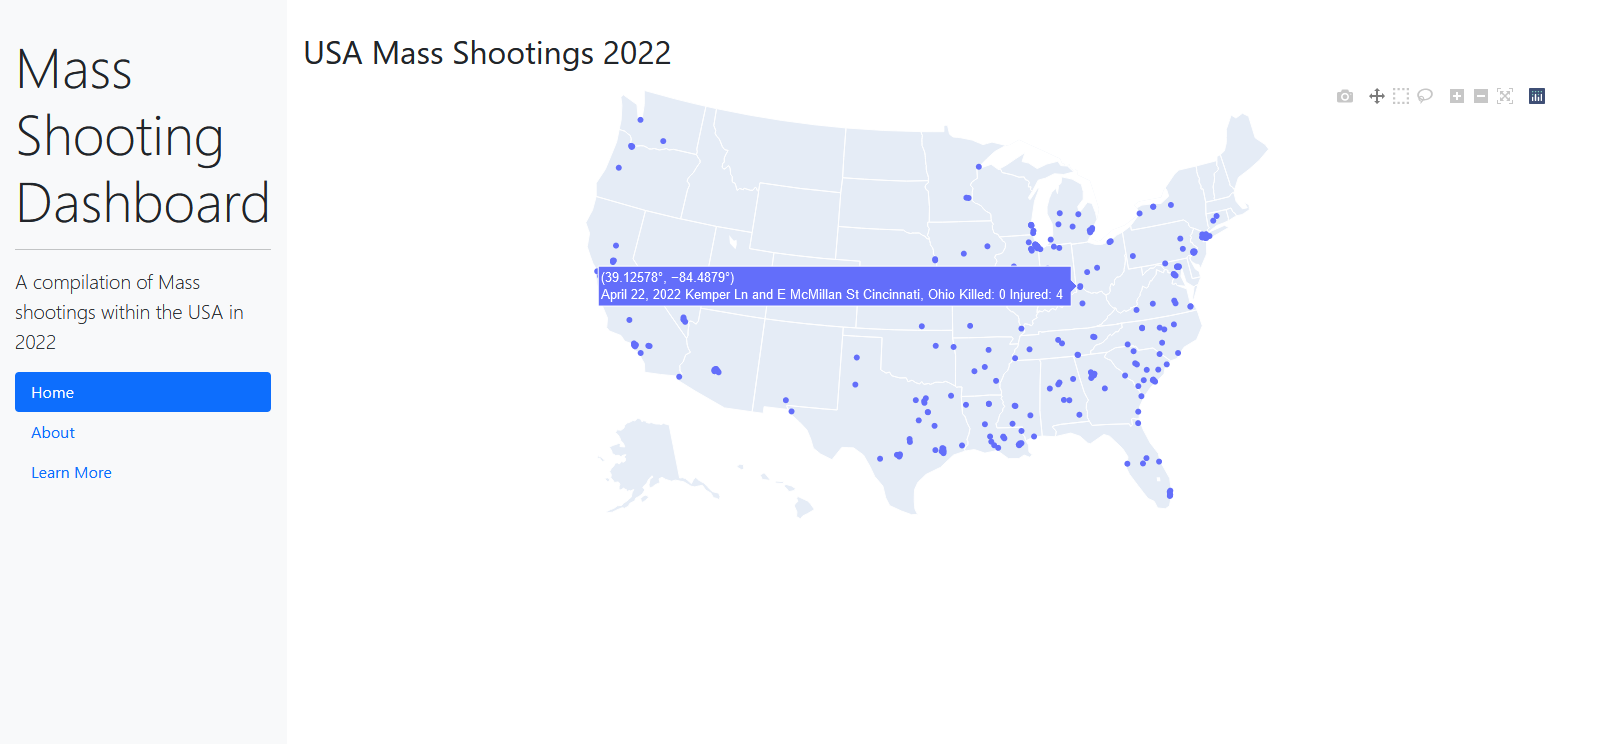 Mass
Shooting
Dashboard
A compilation of Mass
shootings within the USA in
2022
Home
About
Learn More
USA Mass Shootings 2022
(39.12578°, −84.4879°)
April 22, 2022 Kemper Ln and E McMillan St Cincinnati, Ohio Killed: 0 Injured: 4